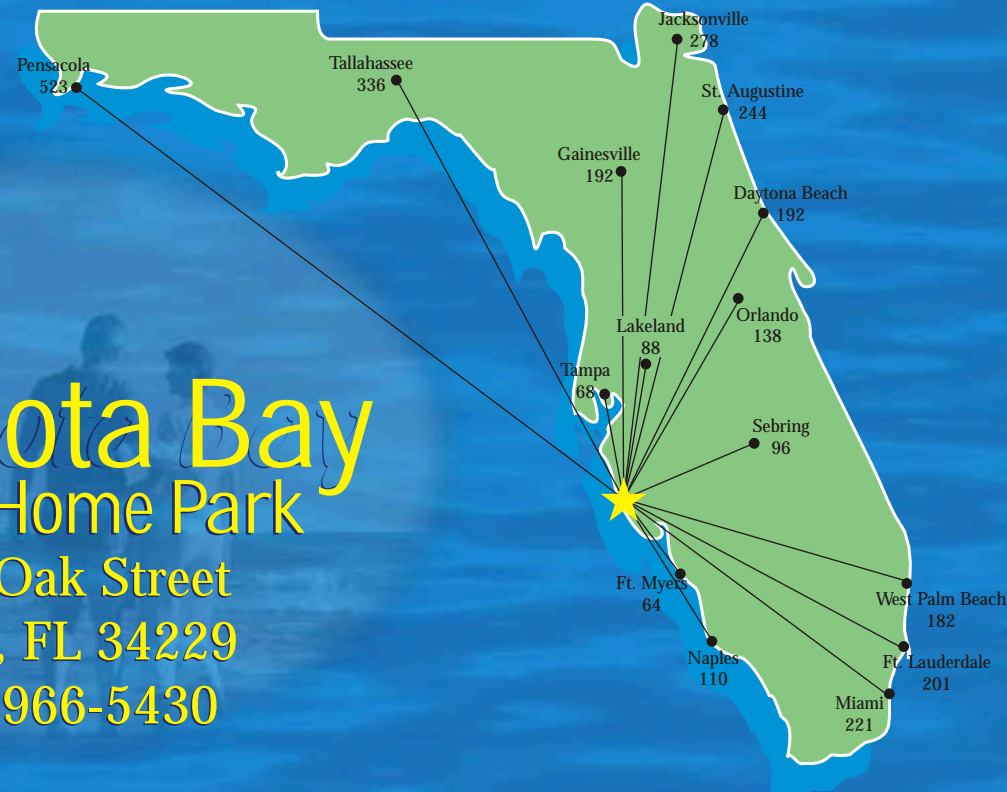 Jacksonville
278
Pensacola
523
Tallahassee
336
St. Augustine
244
Gainesville
192
Daytona Beach
192
Orlando
138
Lakeland
88
Tampa
68
Sebring
96
ota Bay
Home Park
Oak Street
, FL 34229
966-5430
Ft. Myers
64
West Palm Beach
182
Naples
110
Ft. Lauderdale
201
Miami
221